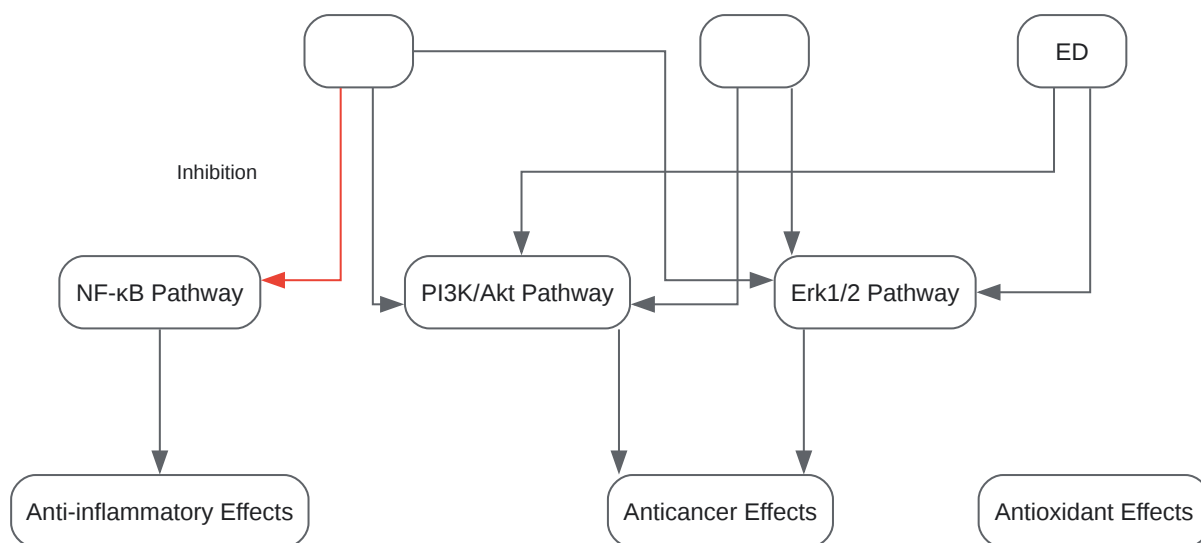 ED
Inhibition
NF-κB Pathway
PI3K/Akt Pathway
Erk1/2 Pathway
Anti-inflammatory Effects
Anticancer Effects
Antioxidant Effects